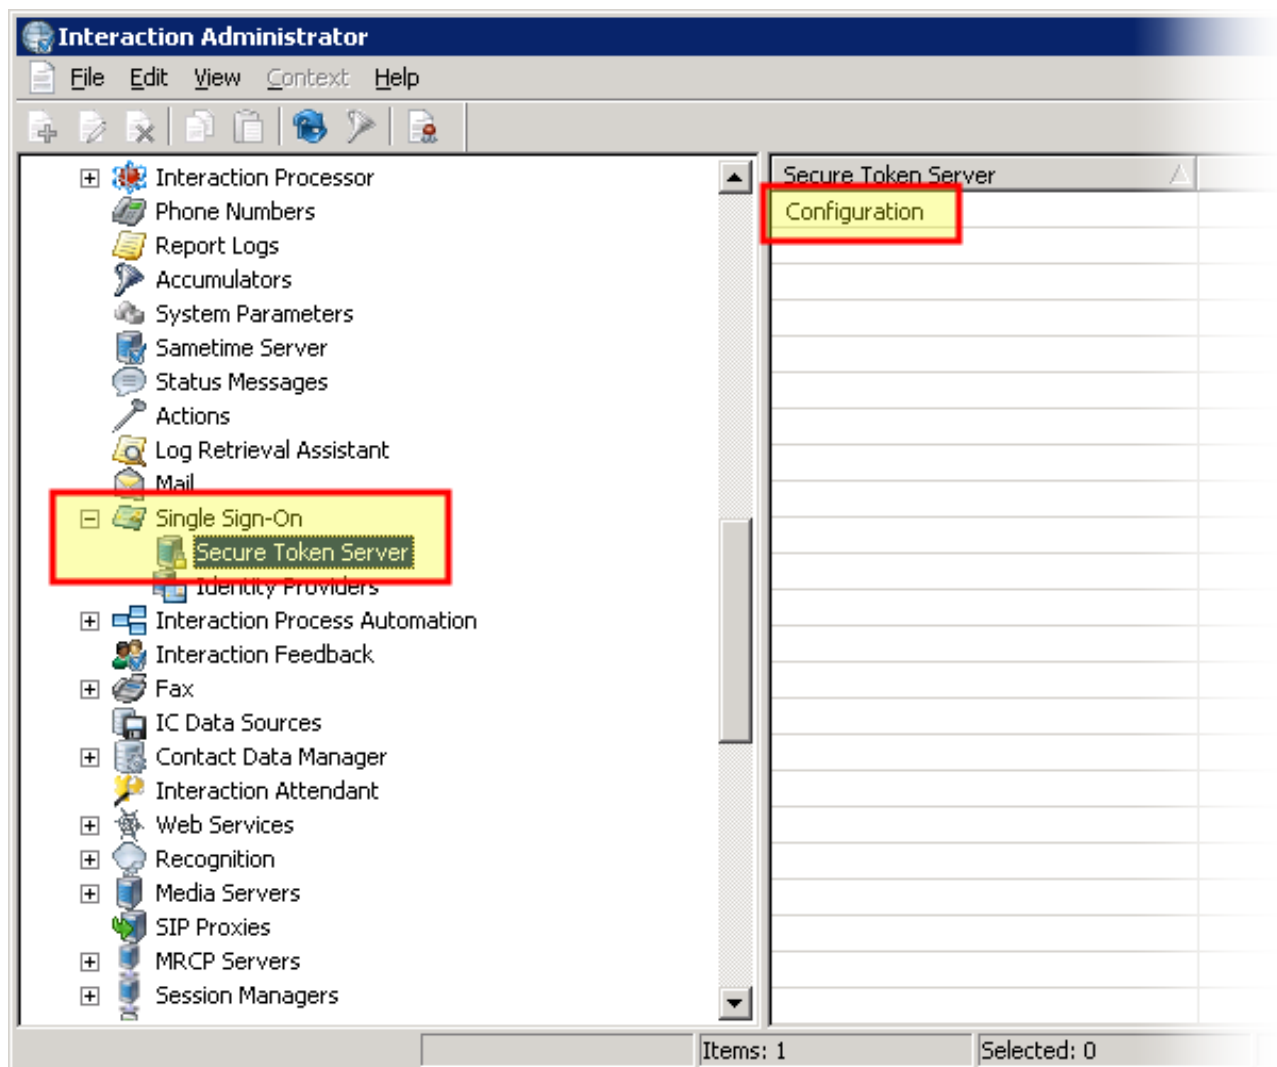 Interaction Administrator
File Edit View Context Help
Interaction Processor
Phone Numbers
Report Logs
Accumulators
System Parameters
Sametime Server
Status Messages
Actions
Log Retrieval Assistant
Mail
Single Sign-On
Secure Token Server
Identity Providers
Interaction Process Automation
Interaction Feedback
Fax
IC Data Sources
Contact Data Manager
Interaction Attendant
Web Services
Recognition
Media Servers
SIP Proxies
MRCP Servers
Session Managers
Secure Token Server
Configuration
Items: 1 Selected: 0